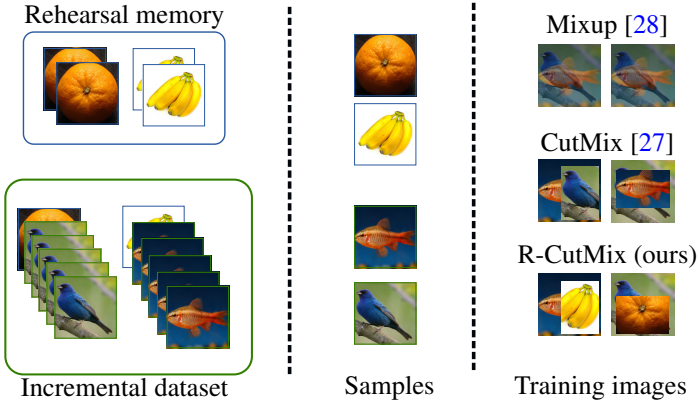 Rehearsal memory
Mixup [28]
CutMix [27]
R-CutMix (ours)
Incremental dataset
Samples
Training images